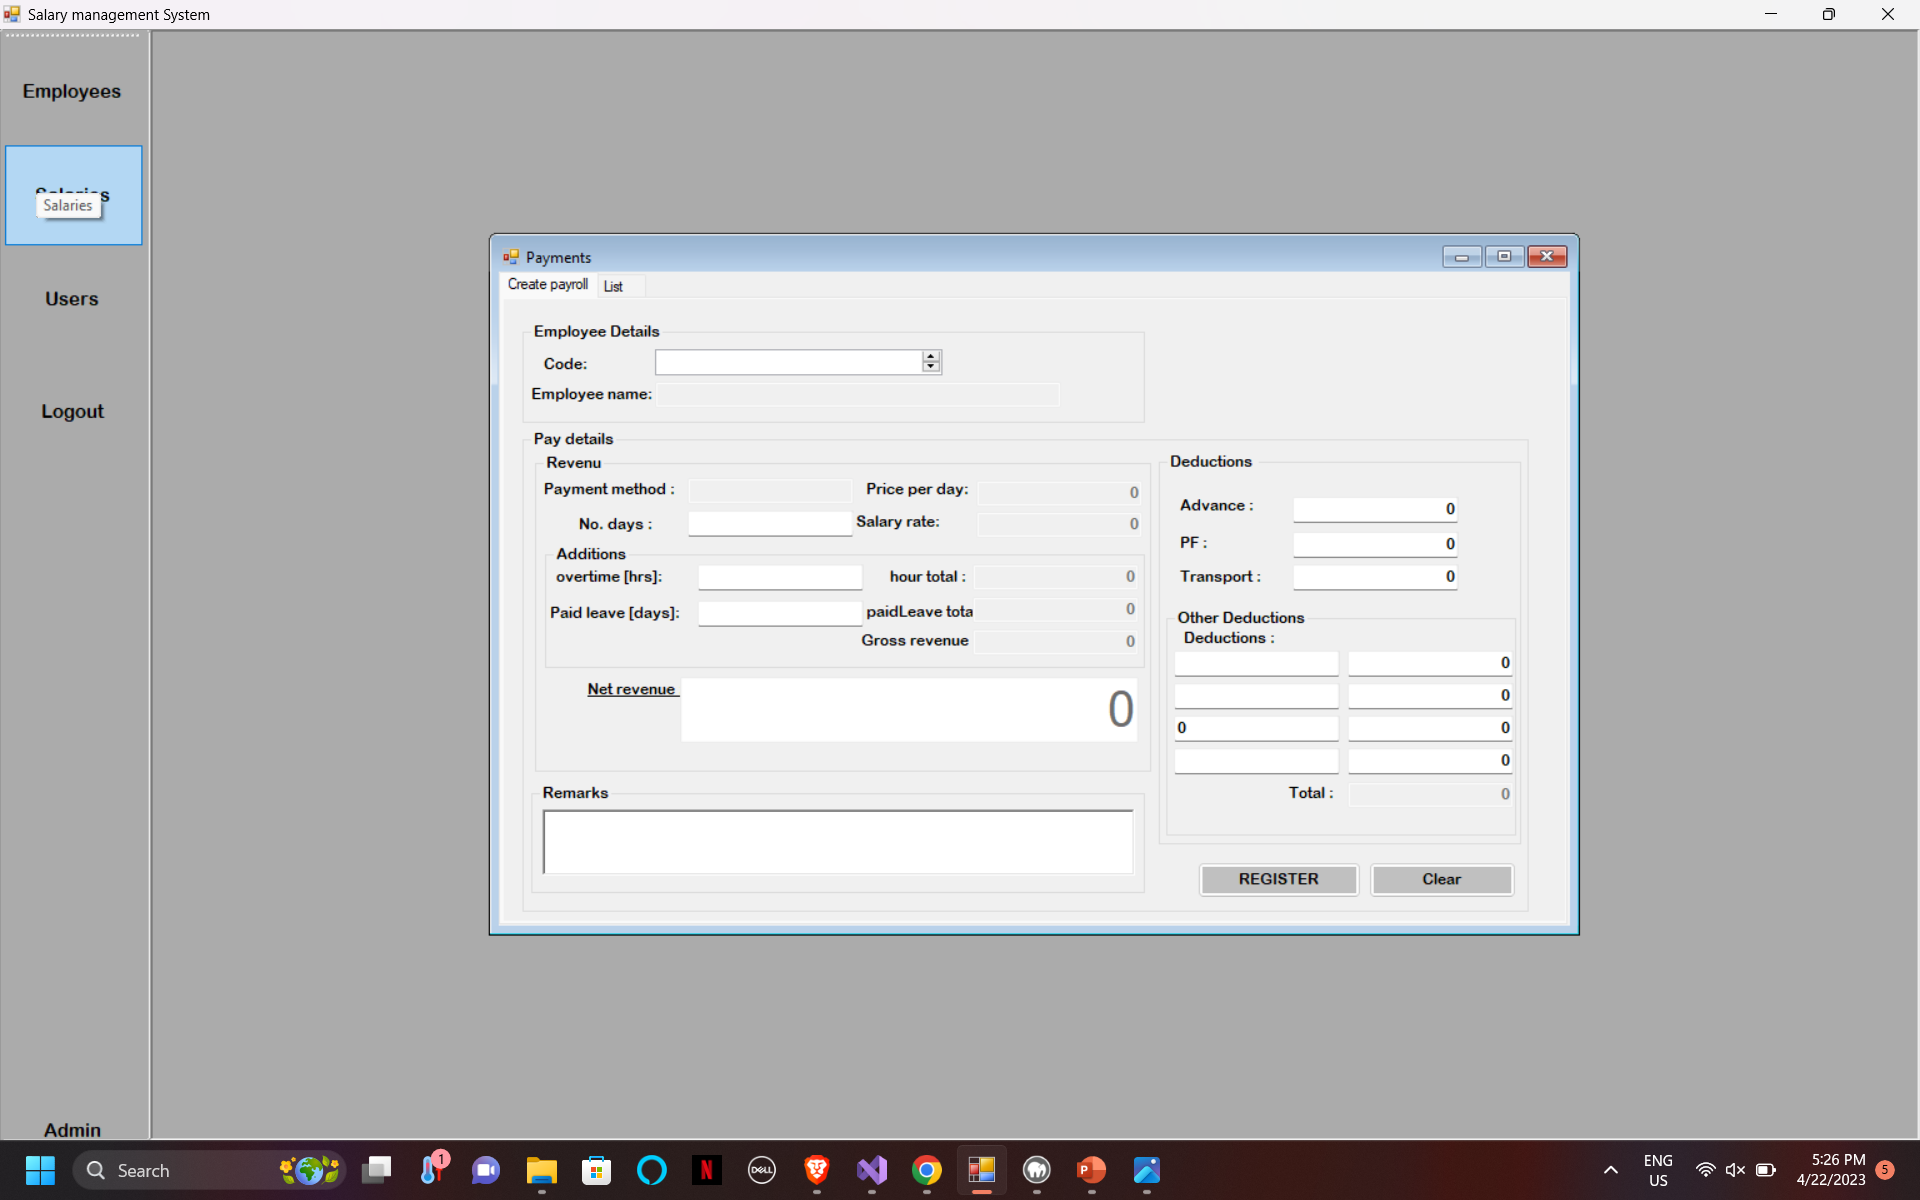 Salary management System
Employees
Salaries
Salaries
Users
Logout
Admin
Payments
Create payroll List
Employee Details
Code:
Employee name:
Pay details
Revenu
Payment method : Price per day: 0
No. days : Salary rate: 0
Additions
overtime [hrs]: hour total : 0
Paid leave [days]: paidLeave tota 0
Gross revenue 0
Net revenue 0
Remarks
Deductions
Advance : 0
PF : 0
Transport : 0
Other Deductions
Deductions :
0
0
0 0
0
Total : 0
REGISTER Clear
Search
1
N
DELL
P
ENG
US
5:26 PM
4/22/2023
5